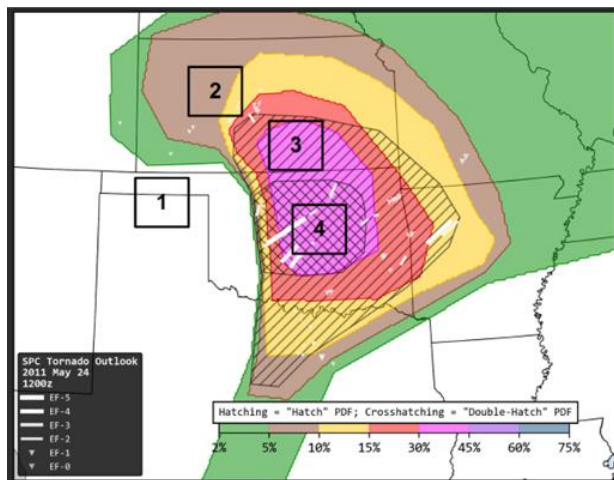 2
3
1
4
SPC Tornado Outlook
2011 May 24
1200z
EF-5
EF-4
EF-3
EF-2
EF-1
EF-0
Hatching = "Hatch" PDF; Crosshatching = "Double-Hatch" PDF
2% 5% 10% 15% 30% 45% 60% 75%